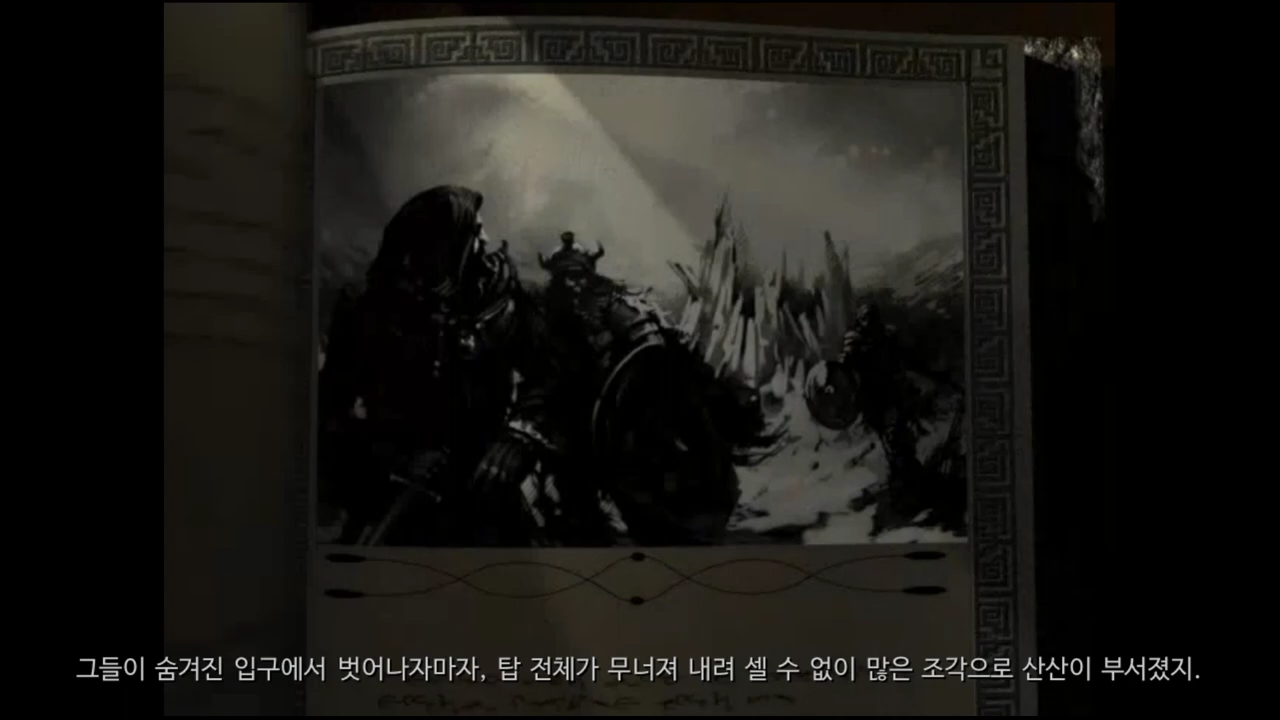 그들이 숨겨진 입구에서 벗어나자마자, 탑 전체가 무너져 내려 셀 수 없이 많은 조각으로 산산이 부서졌지.